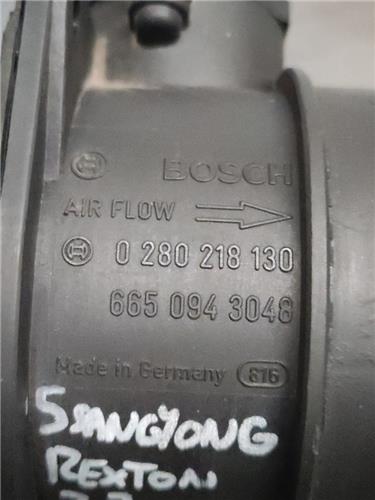 BOSCH
AIR FLOW
0 280 218 130
665 094 3048
Made in Germany 816
SSANGYONG
REXTON